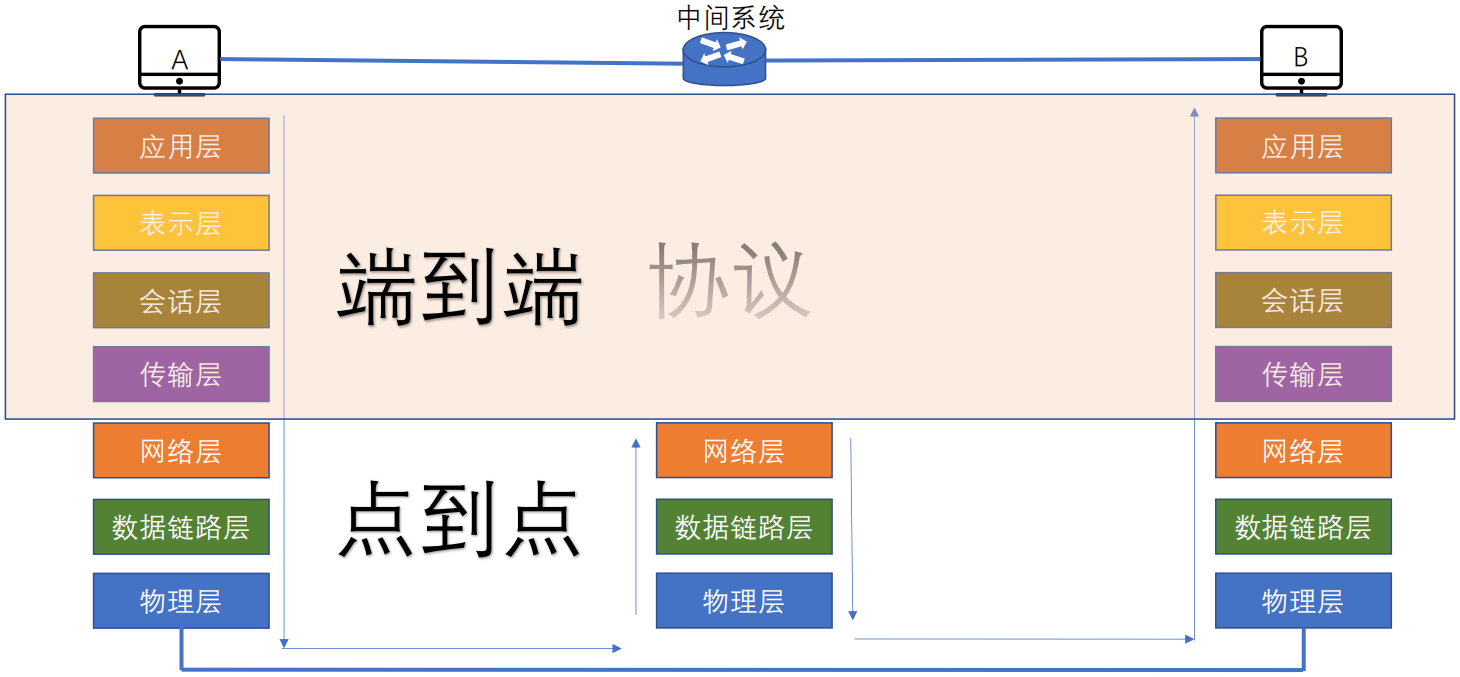 中间系统
A
B
应用层
应用层
表示层
表示层
端到端 协议
会话层
会话层
传输层
传输层
网络层
网络层
网络层
点到点
数据链路层
数据链路层
数据链路层
物理层
物理层
物理层